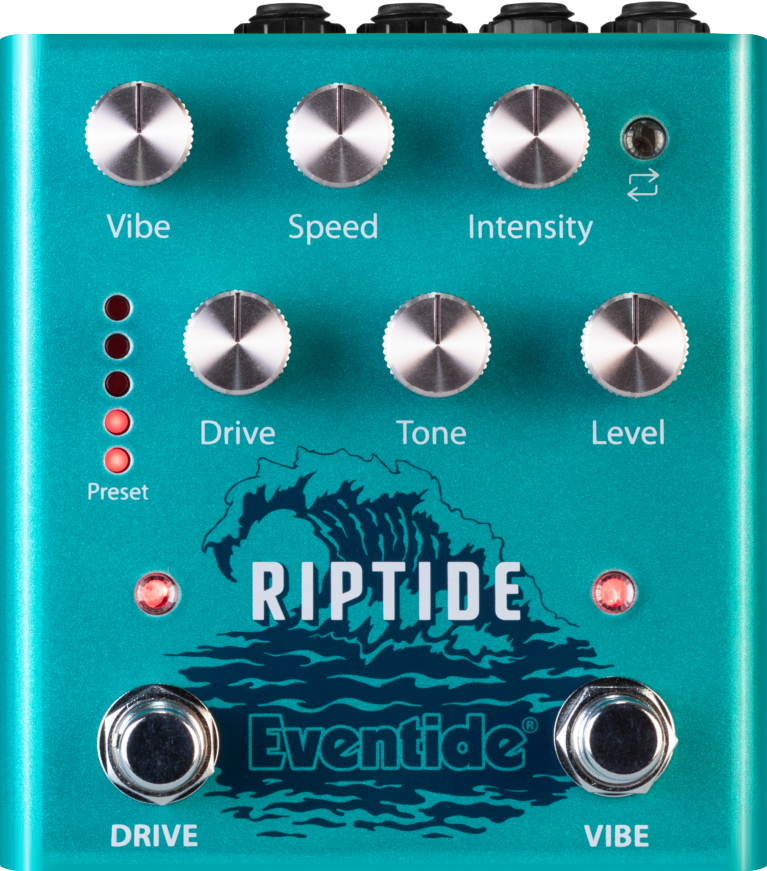 Vibe Speed Intensity
Drive Tone Level
Preset
RIPTIDE
Eventide®
DRIVE VIBE